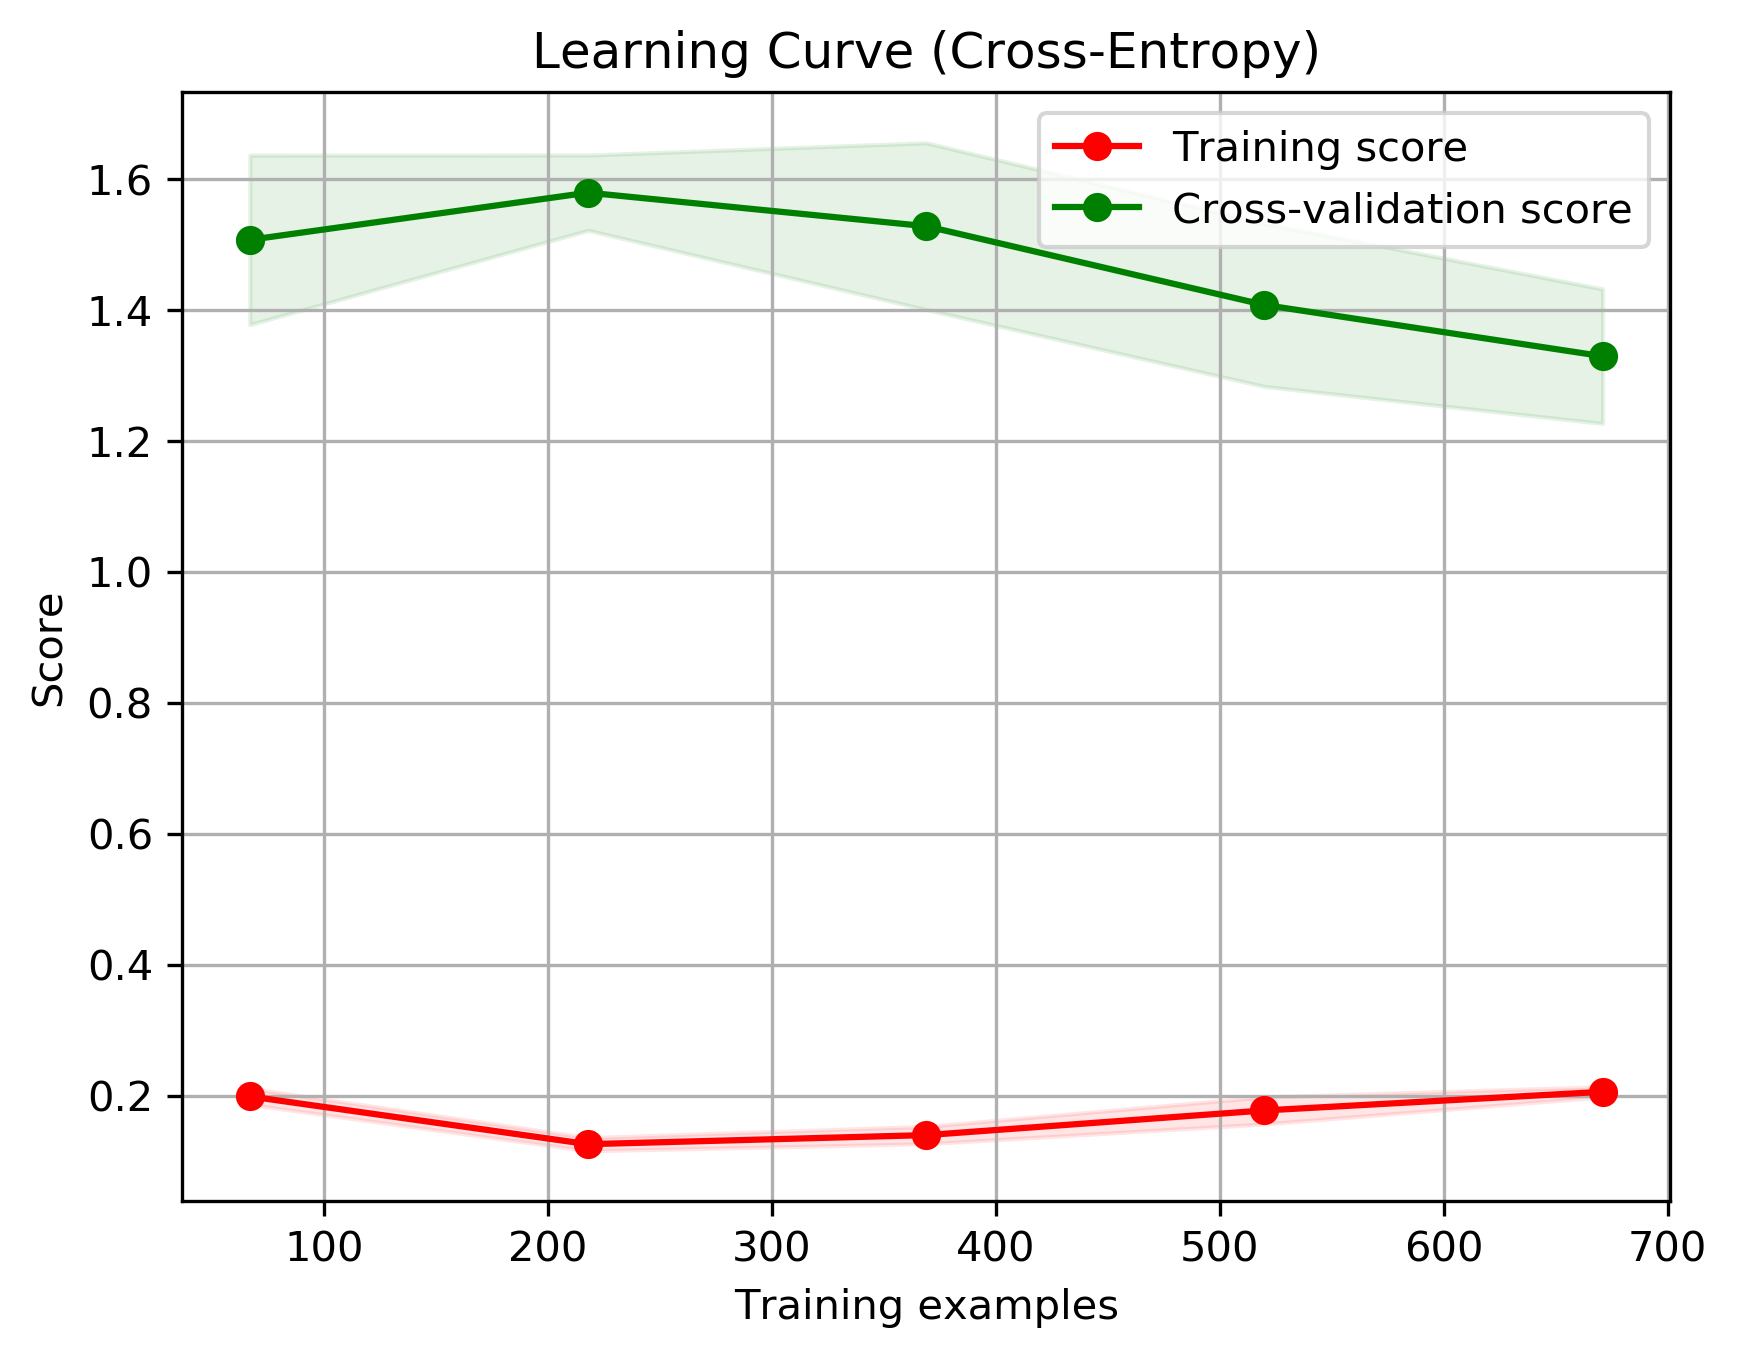 Learning Curve (Cross-Entropy)
Training score
Cross-validation score
1.6
1.4
1.2
1.0
0.8
0.6
0.4
0.2
Score
100 200 300 400 500 600 700
Training examples